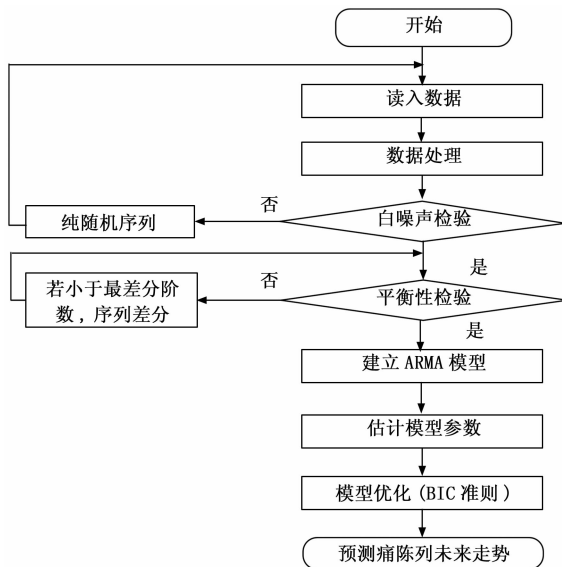 开始
读入数据
数据处理
否
白噪声检验
纯随机序列
是
否
平衡性检验
若小于最差分阶
数，序列差分
是
建立 ARMA 模型
估计模型参数
模型优化 (BIC 准则)
预测痛陈列未来走势